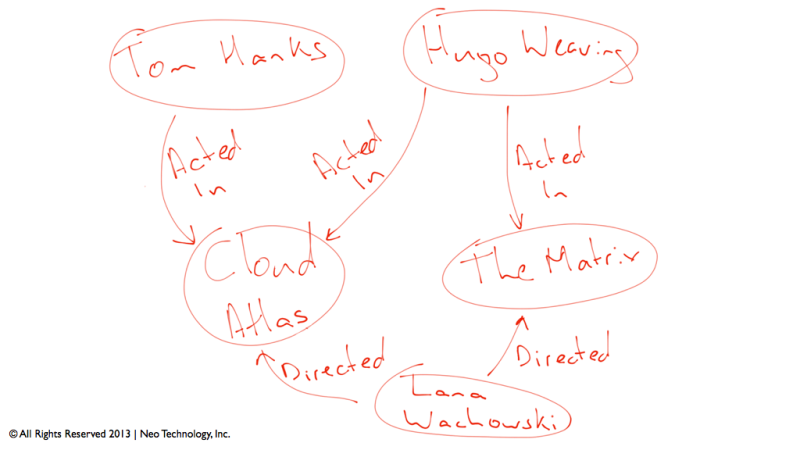 Tom Hanks
Hugo Weaving
Acted
In
Acted
In
Acted
In
Cloud
Atlas
The Matrix
Directed
Directed
Lana
Wachowski
© All Rights Reserved 2013 | Neo Technology, Inc.